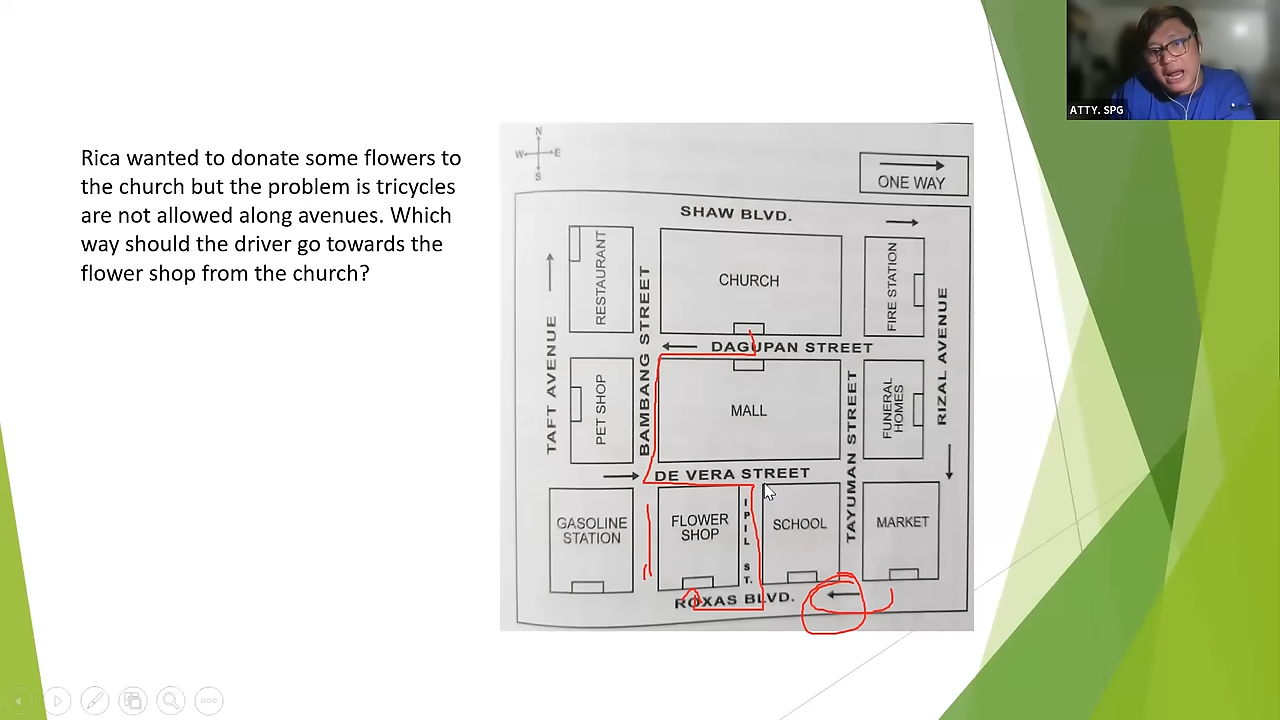 Rica wanted to donate some flowers to
the church but the problem is tricycles
are not allowed along avenues. Which
way should the driver go towards the
flower shop from the church?
ATTY. SPG
N
W E
S
ONE WAY
SHAW BLVD.
RESTAURANT
CHURCH
FIRE STATION
TAFT AVENUE
BAMBANG STREET
DAGUPAN STREET
RIZAL AVENUE
PET SHOP
MALL
TAYUMAN STREET
FUNERAL
HOMES
DE VERA STREET
GASOLINE
STATION
FLOWER
SHOP
IPIL ST.
SCHOOL
MARKET
ROXAS BLVD.